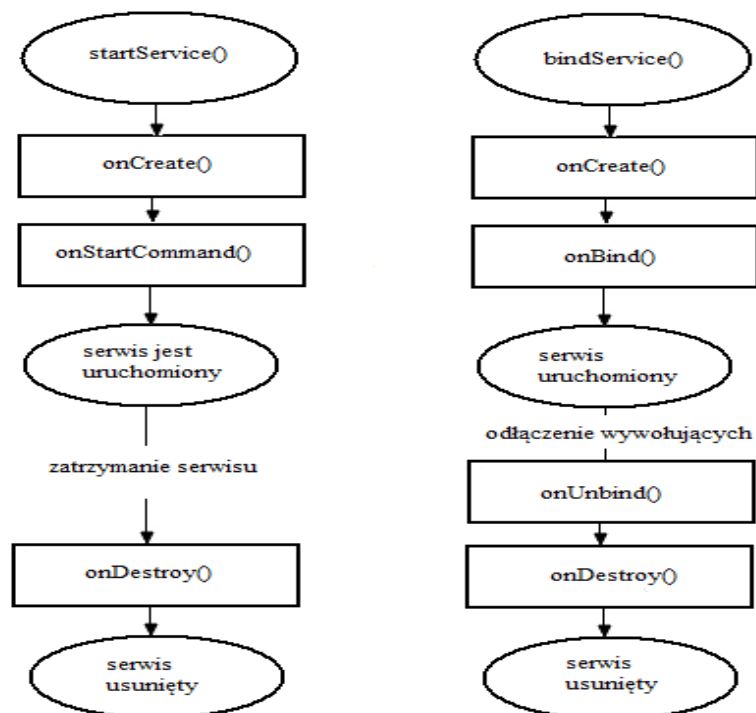 startService()
onCreate()
onStartCommand()
serwis jest
uruchomiony
zatrzymanie serwisu
onDestroy()
serwis
usunięty
bindService()
onCreate()
onBind()
serwis
uruchomiony
odłączenie wywołujących
onUnbind()
onDestroy()
serwis
usunięty